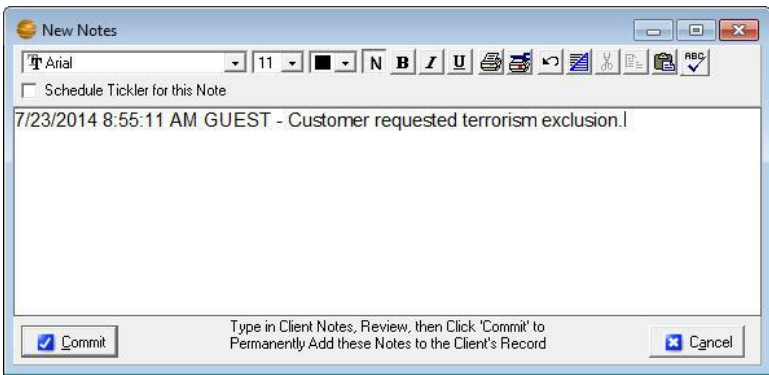 New Notes
Arial 11 N B I U ABC
Schedule Tickler for this Note
7/23/2014 8:55:11 AM GUEST - Customer requested terrorism exclusion.
Type in Client Notes, Review, then Click 'Commit' to
Commit Permanently Add these Notes to the Client's Record Cancel